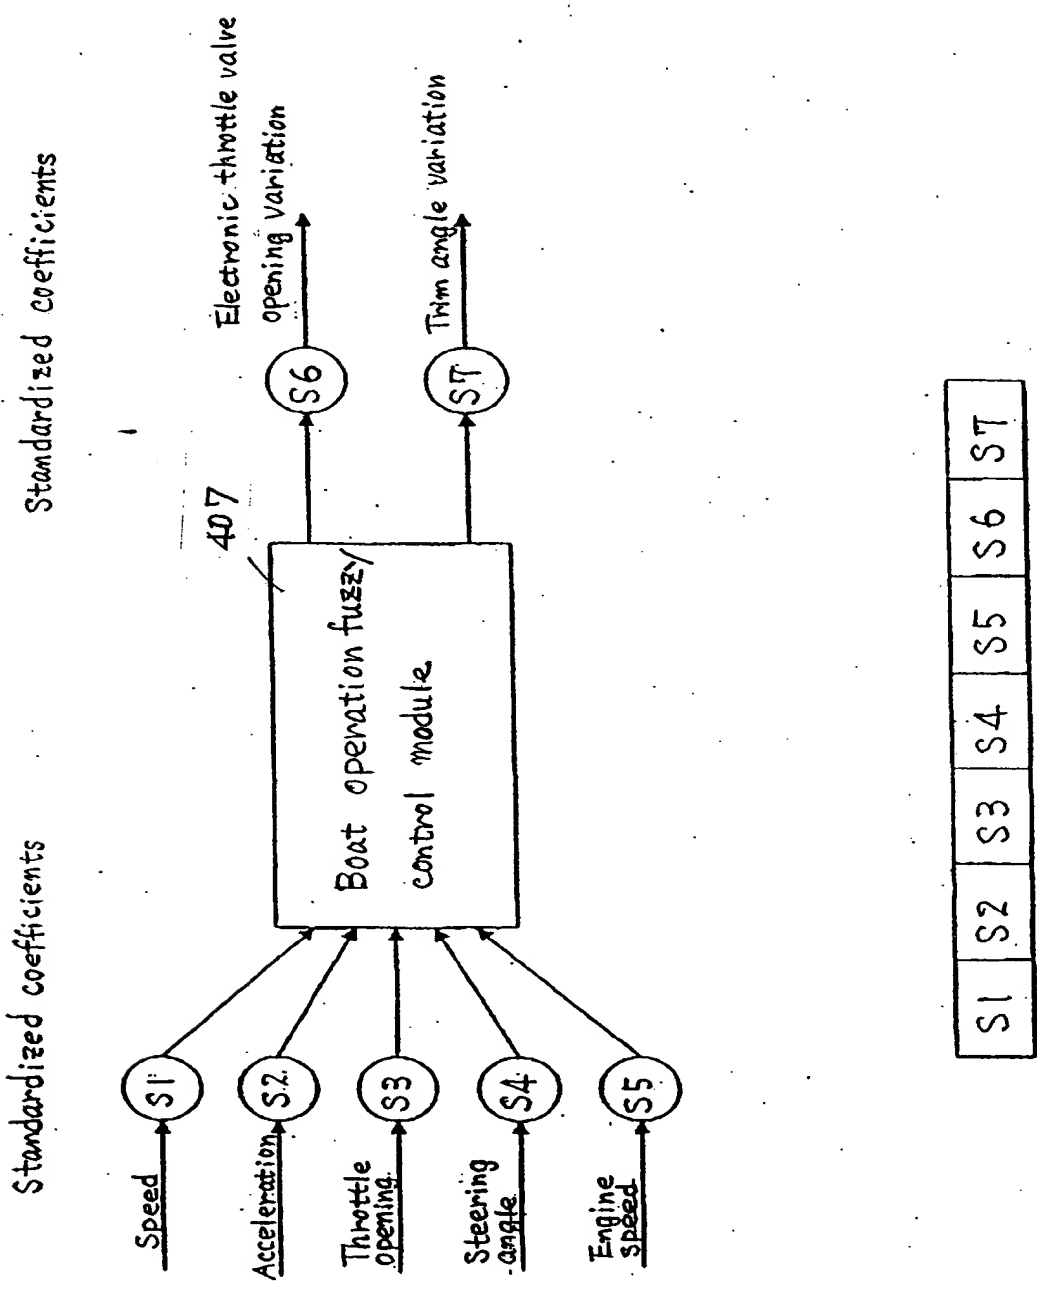 Standardized coefficients
Standardized coefficients
Speed
S1
Acceleration
S2
Throttle
opening
S3
Steering
angle
S4
Engine
speed
S5
407
Boat operation fuzzy
control module
S6
Electronic throttle valve
opening variation
S7
Trim angle variation
S1 S2 S3 S4 S5 S6 S7